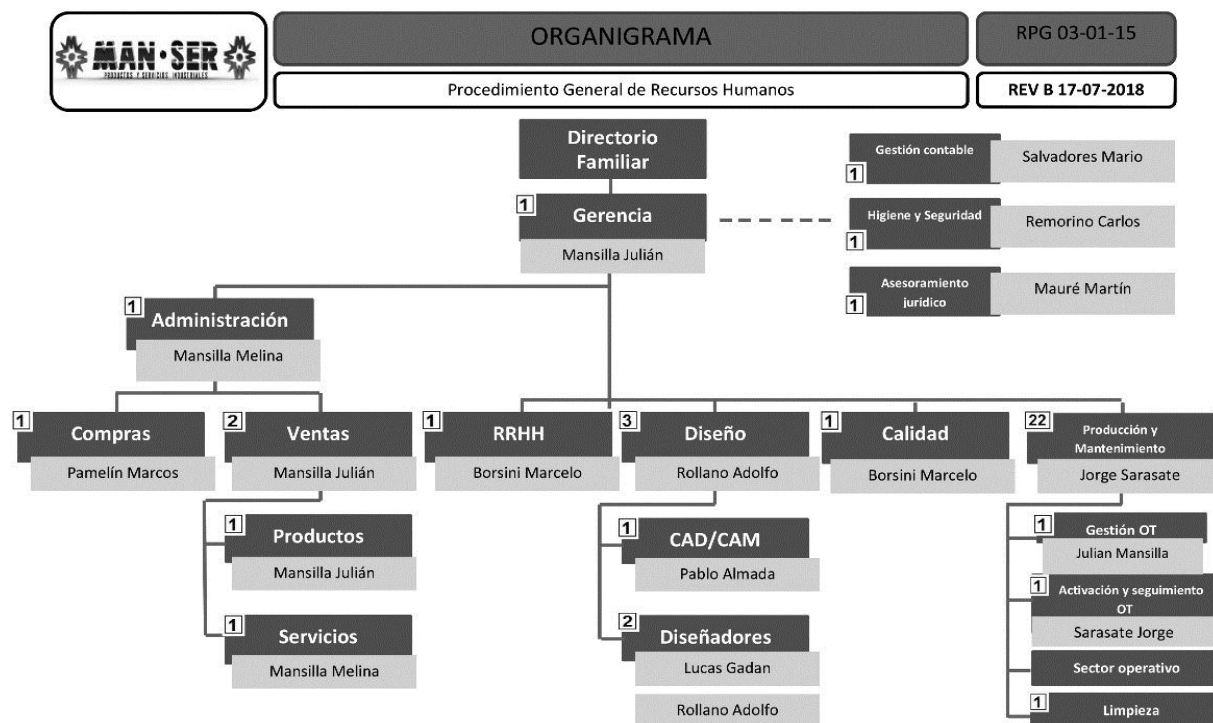 MAN·SER
PRODUCTOS Y SERVICIOS INDUSTRIALES
ORGANIGRAMA
RPG 03-01-15
Procedimiento General de Recursos Humanos
REV B 17-07-2018
Directorio
Familiar
1
Gerencia
Mansilla Julián
Gestión contable
1
Salvadores Mario
Higiene y Seguridad
1
Remorino Carlos
Asesoramiento
jurídico
1
Mauré Martín
1
Administración
Mansilla Melina
1
Compras
Pamelín Marcos
2
Ventas
Mansilla Julián
1
RRHH
Borsini Marcelo
3
Diseño
Rollano Adolfo
1
Calidad
Borsini Marcelo
22
Producción y
Mantenimiento
Jorge Sarasate
1
Productos
Mansilla Julián
1
Servicios
Mansilla Melina
1
CAD/CAM
Pablo Almada
2
Diseñadores
Lucas Gadan
Rollano Adolfo
1
Gestión OT
Julian Mansilla
1
Activación y seguimiento
OT
Sarasate Jorge
Sector operativo
1
Limpieza